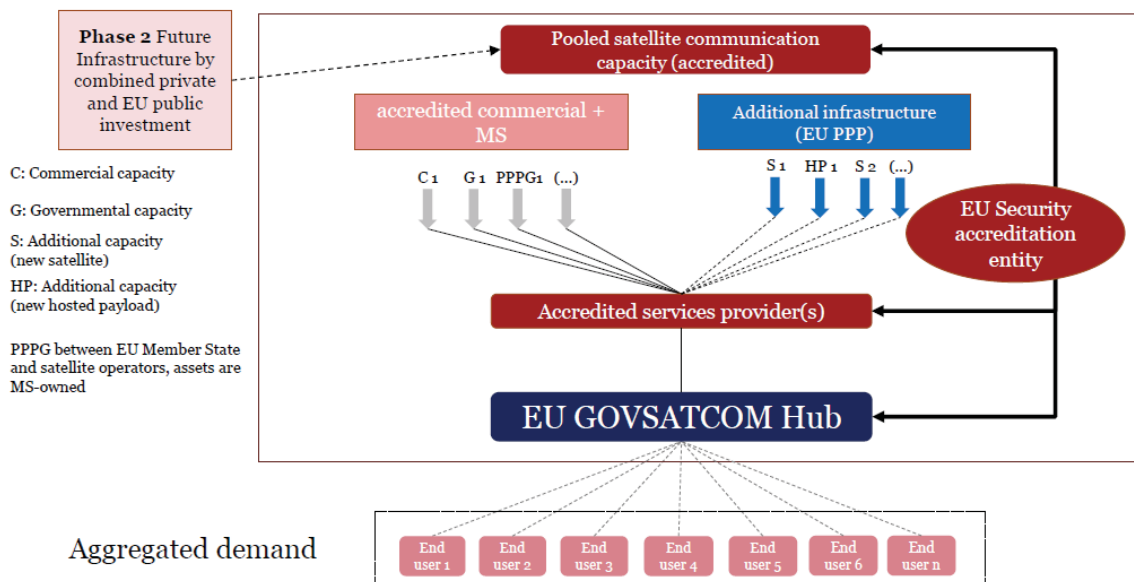 Phase 2 Future
Infrastructure by
combined private
and EU public
investment
Pooled satellite communication
capacity (accredited)
accredited commercial +
MS
Additional infrastructure
(EU PPP)
C: Commercial capacity
G: Governmental capacity
S: Additional capacity
(new satellite)
HP: Additional capacity
(new hosted payload)
PPPG between EU Member State
and satellite operators, assets are
MS-owned
C 1 G 1 PPPG1 (...)
S 1 HP 1 S 2 (...)
EU Security
accreditation
entity
Accredited services provider(s)
EU GOVSATCOM Hub
Aggregated demand
End
user 1
End
user 2
End
user 3
End
user 4
End
user 5
End
user 6
End
user n